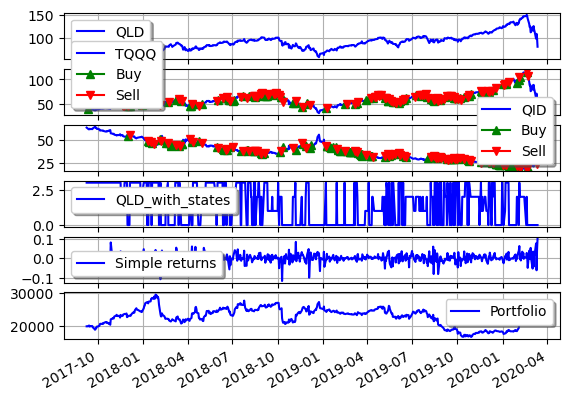 150
100
QLD
TQQQ
Buy
Sell
100
50
QID
Buy
Sell
50
25
2.5
0.0
QLD_with_states
0.1
0.0
−0.1
Simple returns
30000
20000
Portfolio
2017-10
2018-01
2018-04
2018-07
2018-10
2019-01
2019-04
2019-07
2019-10
2020-01
2020-04